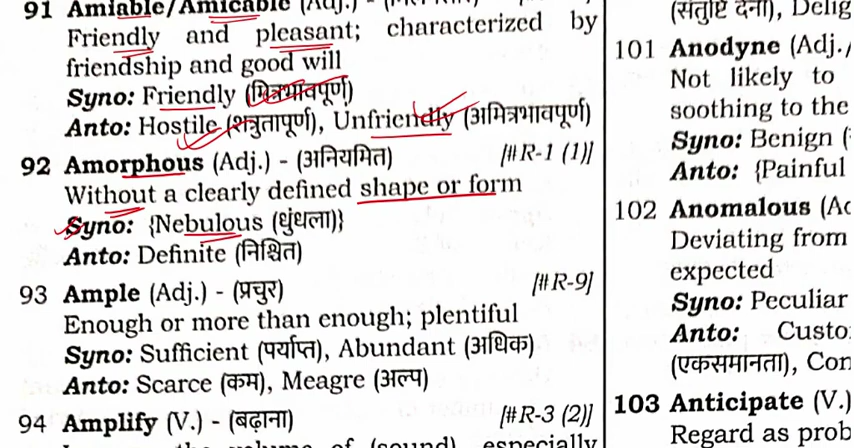 91 Amiable/Amicable (Adj.) -
Friendly and pleasant; characterized by
friendship and good will
Syno: Friendly (मित्रभावपूर्ण)
Anto: Hostile (शत्रुतापूर्ण), Unfriendly (अमित्रभावपूर्ण)
92 Amorphous (Adj.) - (अनियमित) [#R-1 (1)]
Without a clearly defined shape or form
Syno: {Nebulous (धुंधला)}
Anto: Definite (निश्चित)
93 Ample (Adj.) - (प्रचुर) [#R-9]
Enough or more than enough; plentiful
Syno: Sufficient (पर्याप्त), Abundant (अधिक)
Anto: Scarce (कम), Meagre (अल्प)
94 Amplify (V.) - (बढ़ाना) [#R-3 (2)]
volume of (sound), especially
(संतुष्टि देना), Delig
101 Anodyne (Adj./
Not likely to
soothing to the
Syno: Benign (
Anto: {Painful
102 Anomalous (Ad
Deviating from
expected
Syno: Peculiar
Anto: Custo
(एकसमानता), Con
103 Anticipate (V.)
Regard as prob